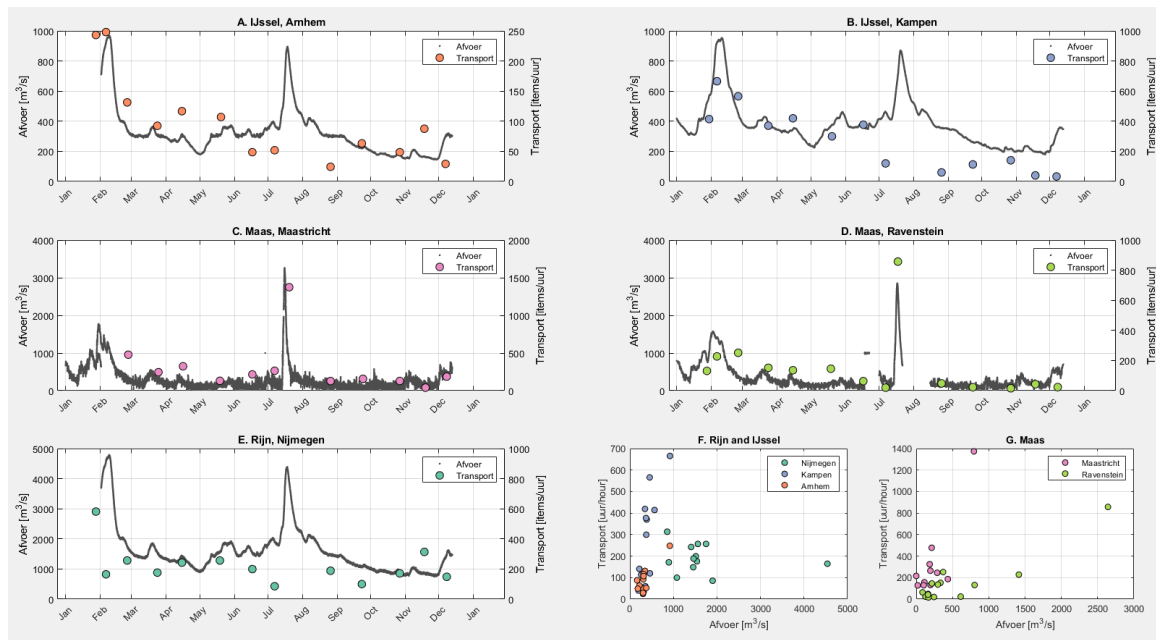 A. IJssel, Arnhem
Afvoer [m³/s]
1000
800
600
400
200
0
250
200
150
100
50
0
Transport [items/uur]
Afvoer
Transport
Jan Feb Mar Apr May Jun Jul Aug Sep Oct Nov Dec Jan
B. IJssel, Kampen
Afvoer [m³/s]
1000
800
600
400
200
0
1000
800
600
400
200
0
Transport [items/uur]
Afvoer
Transport
Jan Feb Mar Apr May Jun Jul Aug Sep Oct Nov Dec Jan
C. Maas, Maastricht
Afvoer [m³/s]
4000
3000
2000
1000
0
2000
1500
1000
500
0
Transport [items/uur]
Afvoer
Transport
Jan Feb Mar Apr May Jun Jul Aug Sep Oct Nov Dec Jan
D. Maas, Ravenstein
Afvoer [m³/s]
4000
3000
2000
1000
0
1000
800
600
400
200
0
Transport [items/uur]
Afvoer
Transport
Jan Feb Mar Apr May Jun Jul Aug Sep Oct Nov Dec Jan
E. Rijn, Nijmegen
Afvoer [m³/s]
5000
4000
3000
2000
1000
0
1000
800
600
400
200
0
Transport [items/uur]
Afvoer
Transport
Jan Feb Mar Apr May Jun Jul Aug Sep Oct Nov Dec Jan
F. Rijn and IJssel
Transport [uur/hour]
700
600
500
400
300
200
100
0
Nijmegen
Kampen
Arnhem
0 1000 2000 3000 4000 5000
Afvoer [m³/s]
G. Maas
Transport [uur/hour]
1400
1200
1000
800
600
400
200
0
Maastricht
Ravenstein
0 500 1000 1500 2000 2500 3000
Afvoer [m³/s]